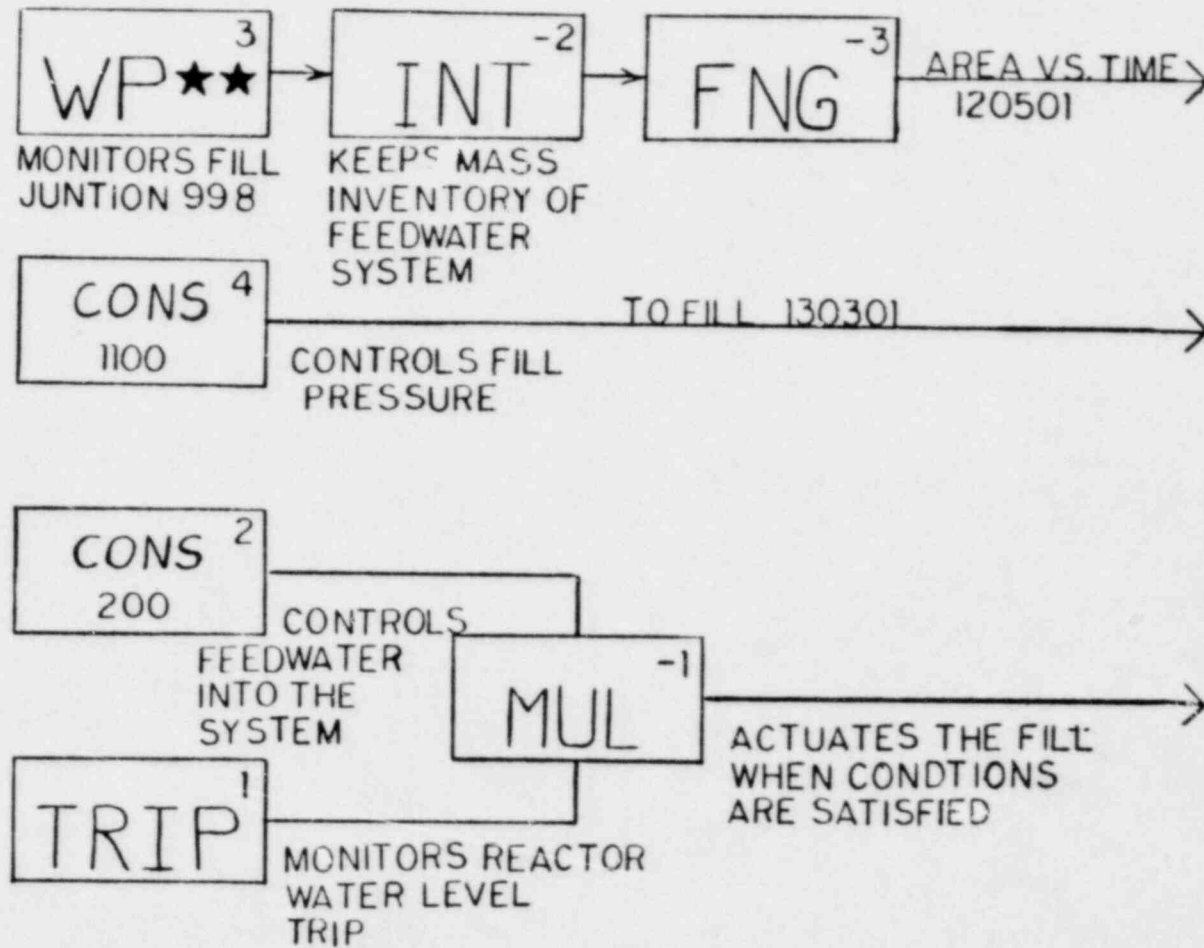 3
WP★★
MONITORS FILL
JUNTION 998
-2
INT
KEEPS MASS
INVENTORY OF
FEEDWATER
SYSTEM
-3
FNG
AREA VS. TIME
120501
CONS 4
1100
CONTROLS FILL
PRESSURE
TO FILL 130301
CONS 2
200
CONTROLS
FEEDWATER
INTO THE
SYSTEM
TRIP 1
MONITORS REACTOR
WATER LEVEL
TRIP
-1
MUL
ACTUATES THE FILL
WHEN CONDTIONS
ARE SATISFIED